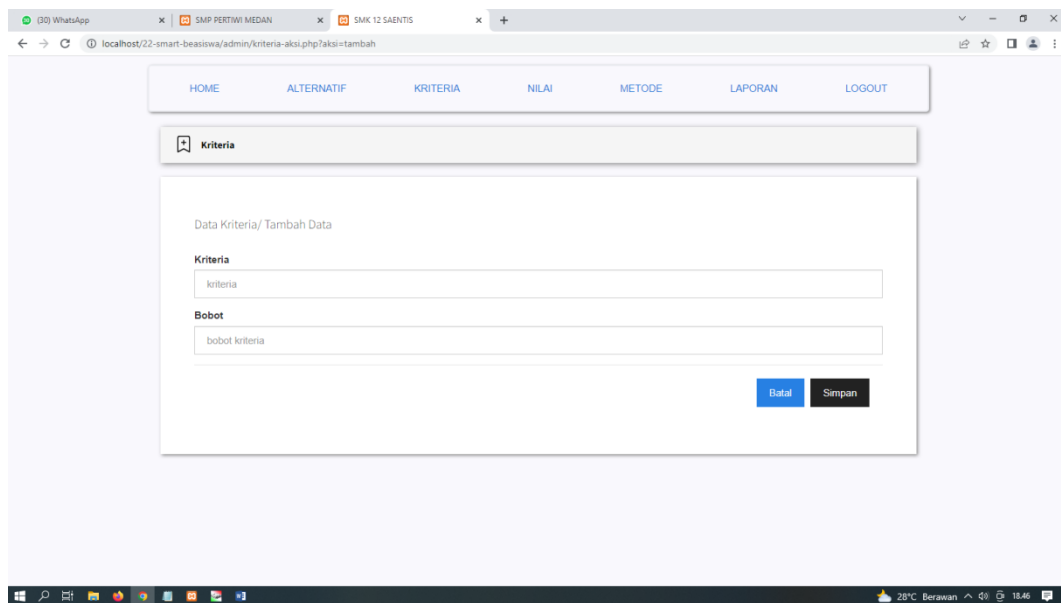 (30) WhatsApp
SMP PERTIWI MEDAN
SMK 12 SAENTIS
localhost/22-smart-beasiswa/admin/kriteria-aksi.php?aksi=tambah
HOME ALTERNATIF KRITERIA NILAI METODE LAPORAN LOGOUT
Kriteria
Data Kriteria/ Tambah Data
Kriteria
kriteria
Bobot
bobot kriteria
Batal Simpan
28°C Berawan 18.46